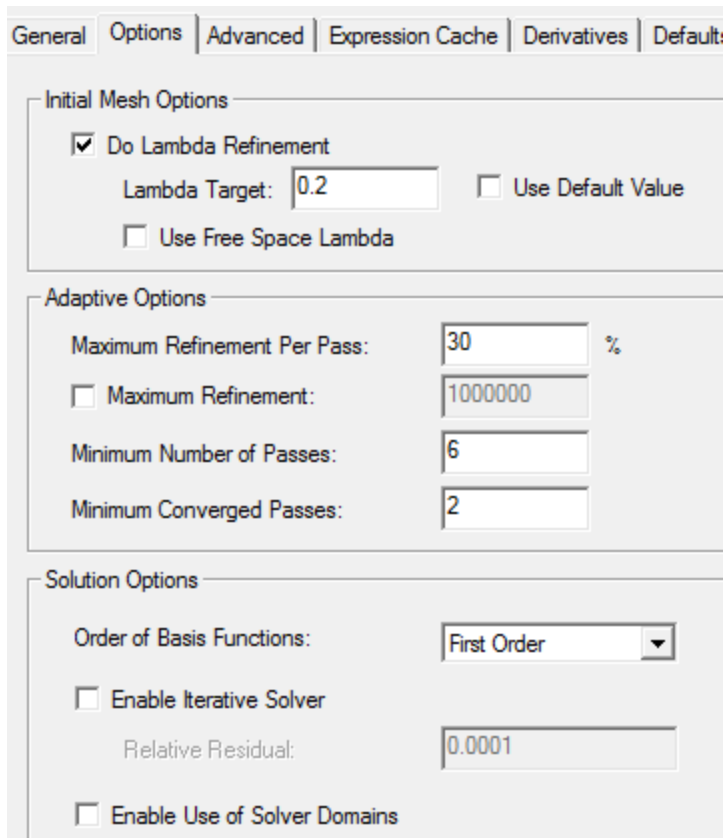 General Options Advanced Expression Cache Derivatives Defaults
Initial Mesh Options
Do Lambda Refinement
Lambda Target: 0.2 Use Default Value
Use Free Space Lambda
Adaptive Options
Maximum Refinement Per Pass: 30 %
Maximum Refinement: 1000000
Minimum Number of Passes: 6
Minimum Converged Passes: 2
Solution Options
Order of Basis Functions: First Order
Enable Iterative Solver
Relative Residual: 0.0001
Enable Use of Solver Domains